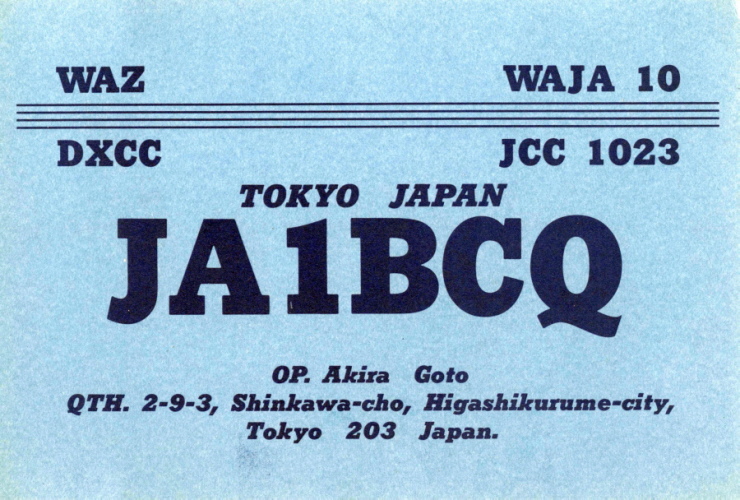 WAZ WAJA 10
DXCC JCC 1023
TOKYO JAPAN
JA1BCQ
OP. Akira Goto
QTH. 2-9-3, Shinkawa-cho, Higashikurume-city,
Tokyo 203 Japan.